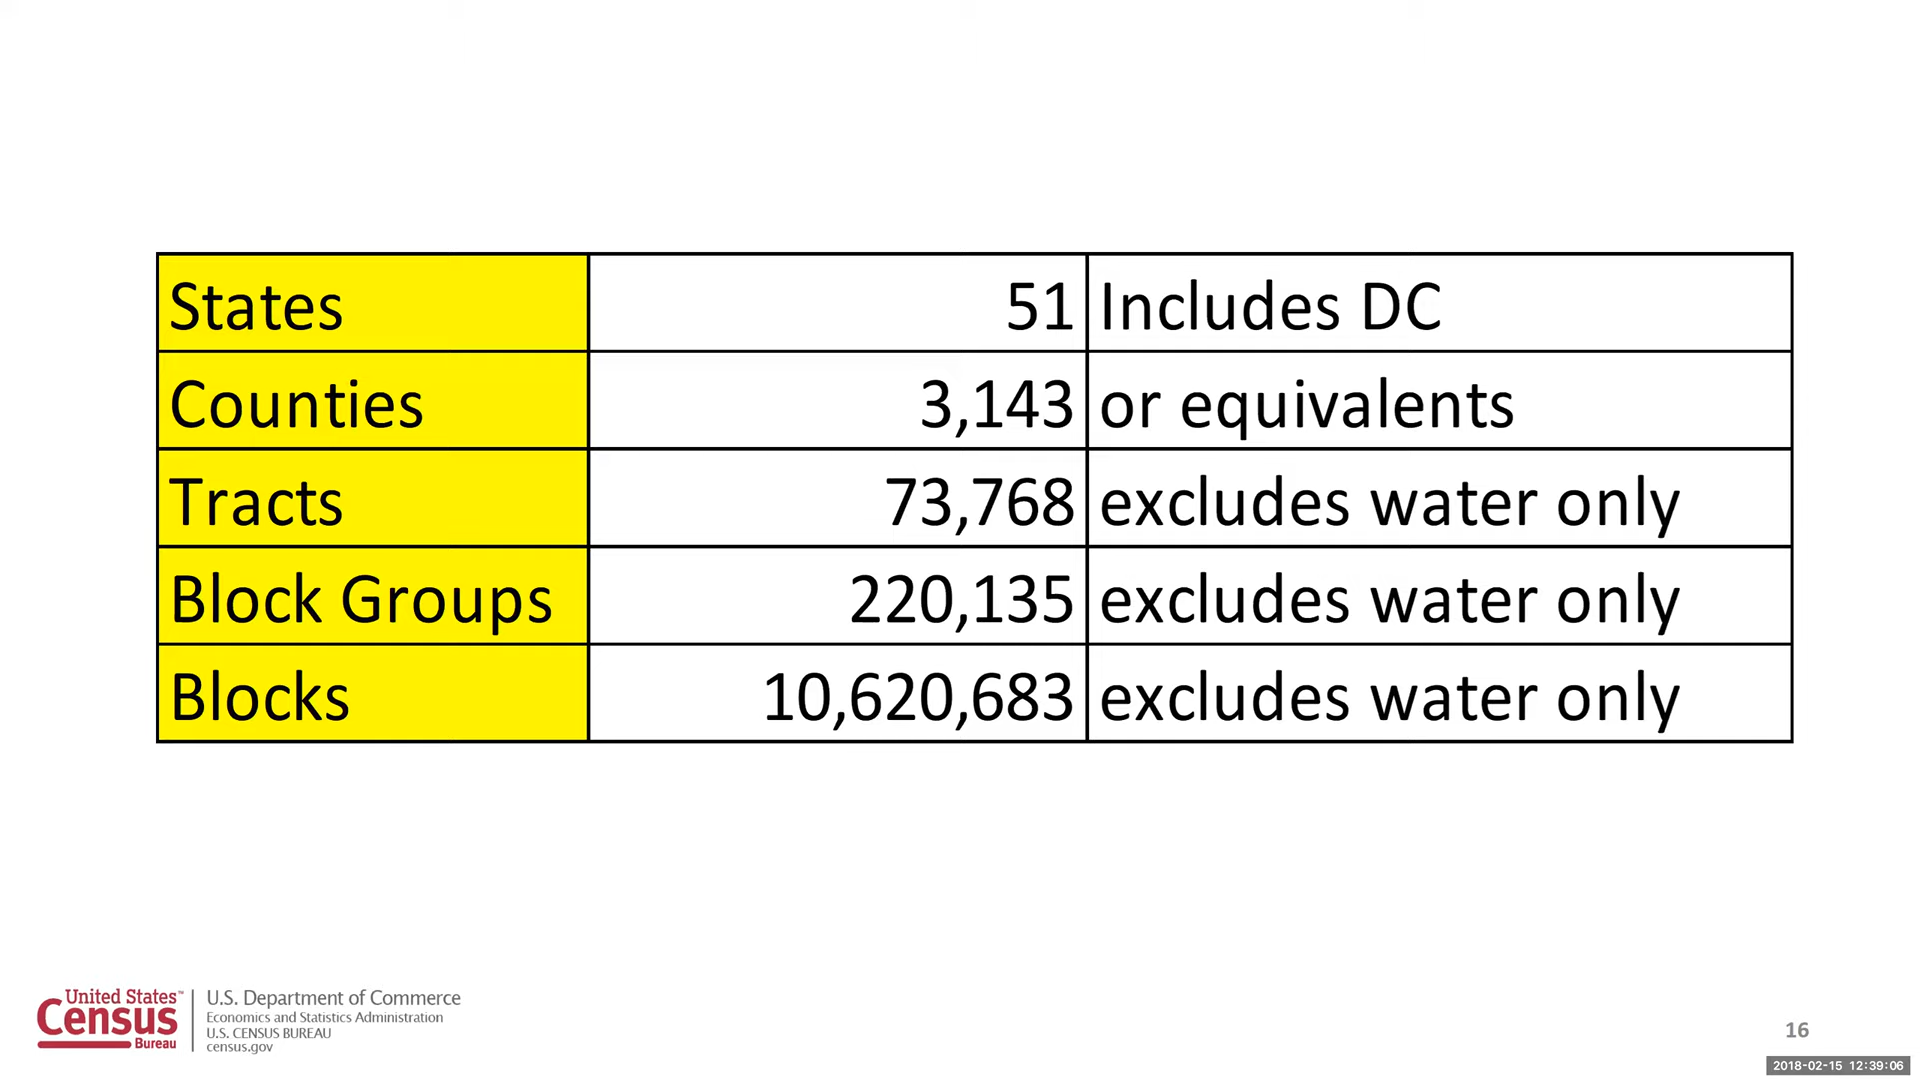 States 51 Includes DC
Counties 3,143 or equivalents
Tracts 73,768 excludes water only
Block Groups 220,135 excludes water only
Blocks 10,620,683 excludes water only
United States™
Census
Bureau
U.S. Department of Commerce
Economics and Statistics Administration
U.S. CENSUS BUREAU
census.gov
16
2018-02-15 12:39:06